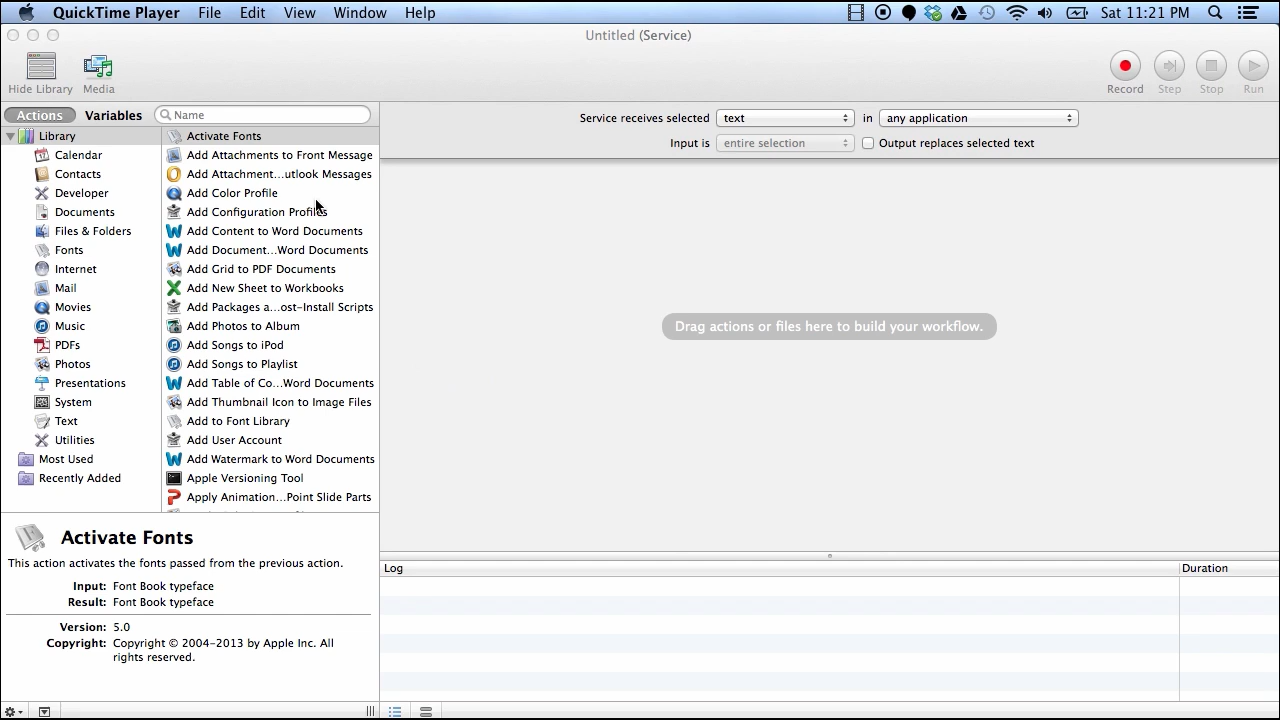 QuickTime Player File Edit View Window Help Sat 11:21 PM
Untitled (Service)
Hide Library Media Record Step Stop Run
Actions Variables Name
Service receives selected text in any application
Input is entire selection Output replaces selected text
Library
Calendar
Contacts
Developer
Documents
Files & Folders
Fonts
Internet
Mail
Movies
Music
PDFs
Photos
Presentations
System
Text
Utilities
Most Used
Recently Added
Activate Fonts
Add Attachments to Front Message
Add Attachment...utlook Messages
Add Color Profile
Add Configuration Profiles
Add Content to Word Documents
Add Document...Word Documents
Add Grid to PDF Documents
Add New Sheet to Workbooks
Add Packages a...ost-Install Scripts
Add Photos to Album
Add Songs to iPod
Add Songs to Playlist
Add Table of Co...Word Documents
Add Thumbnail Icon to Image Files
Add to Font Library
Add User Account
Add Watermark to Word Documents
Apple Versioning Tool
Apply Animation...Point Slide Parts
Drag actions or files here to build your workflow.
Activate Fonts
This action activates the fonts passed from the previous action.
Input: Font Book typeface
Result: Font Book typeface
Version: 5.0
Copyright: Copyright © 2004-2013 by Apple Inc. All
rights reserved.
Log Duration